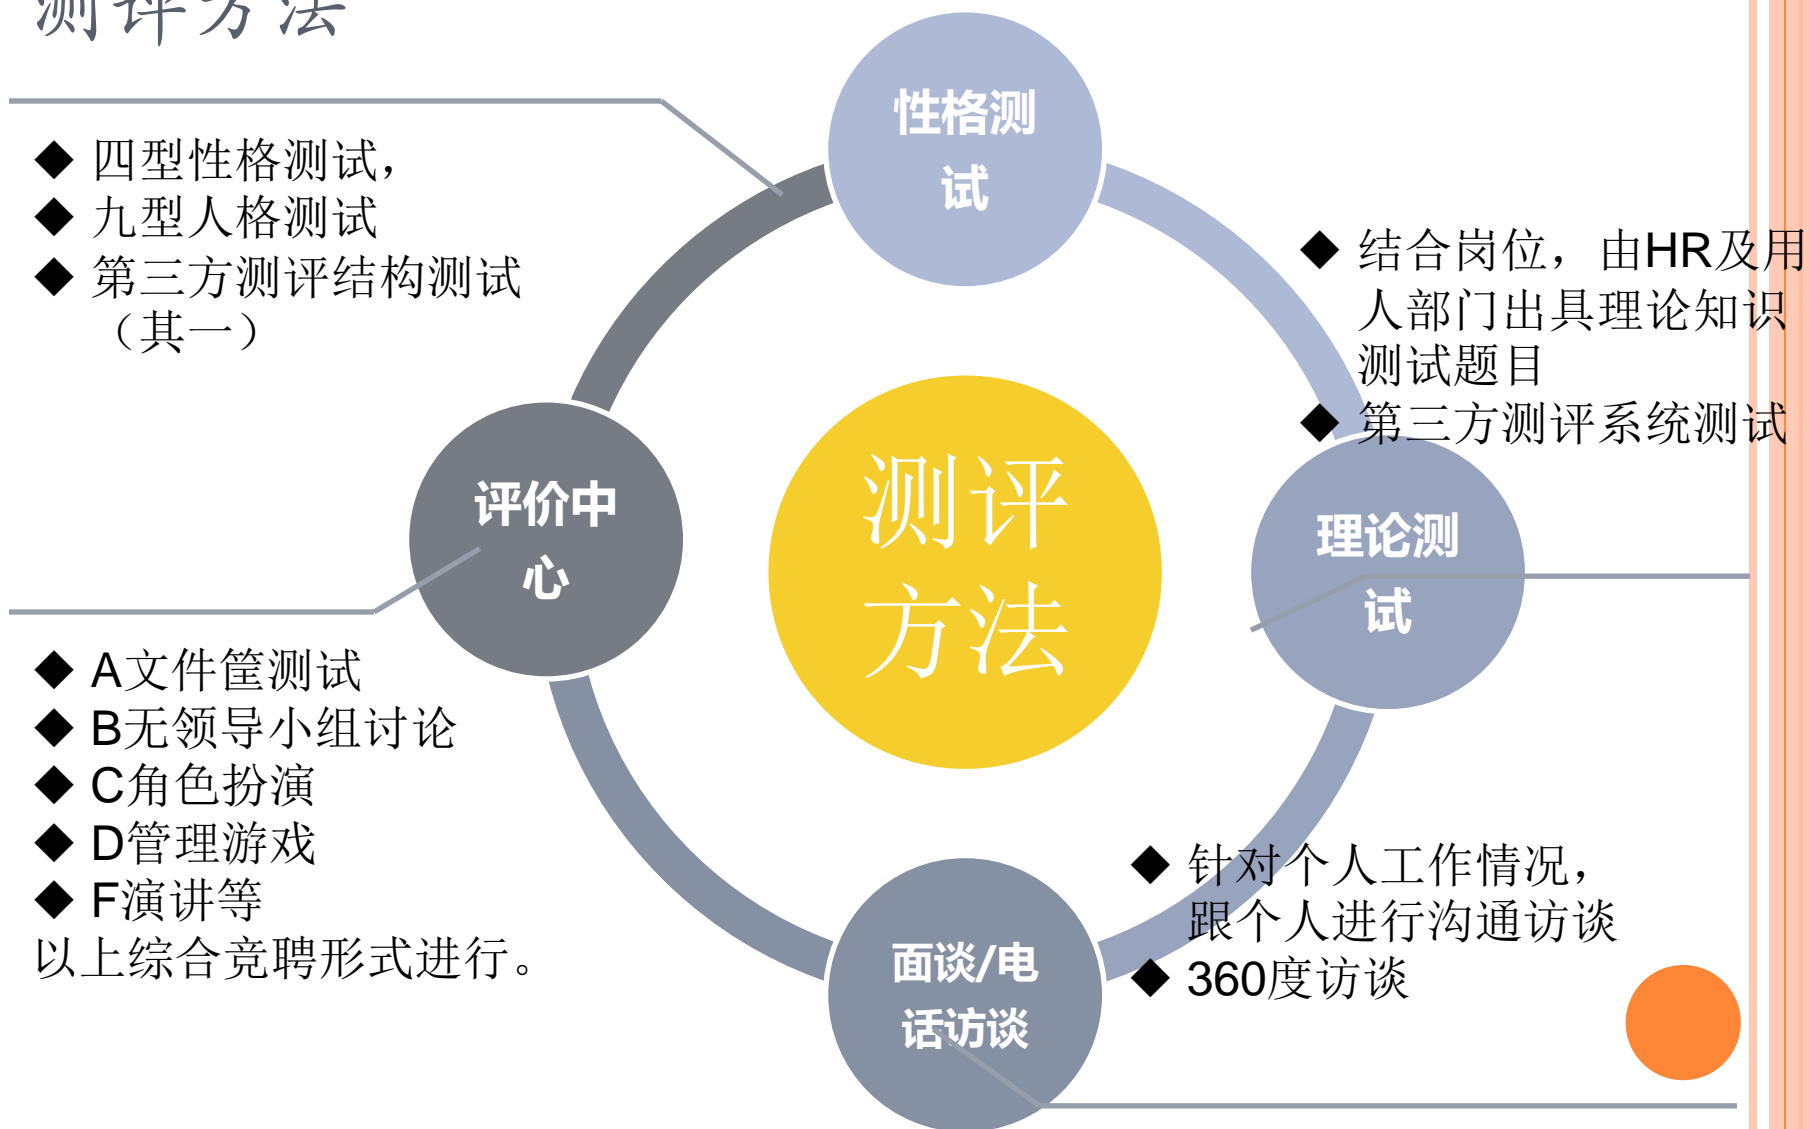 测评方法
性格测
试
◆ 四型性格测试，
◆ 九型人格测试
◆ 第三方测评结构测试
（其一）
◆ 结合岗位，由HR及用
人部门出具理论知识
测试题目
◆ 第三方测评系统测试
评价中
心
测评
方法
理论测
试
◆ A文件筐测试
◆ B无领导小组讨论
◆ C角色扮演
◆ D管理游戏
◆ F演讲等
以上综合竞聘形式进行。
面谈/电
话访谈
◆ 针对个人工作情况，
跟个人进行沟通访谈
◆ 360度访谈